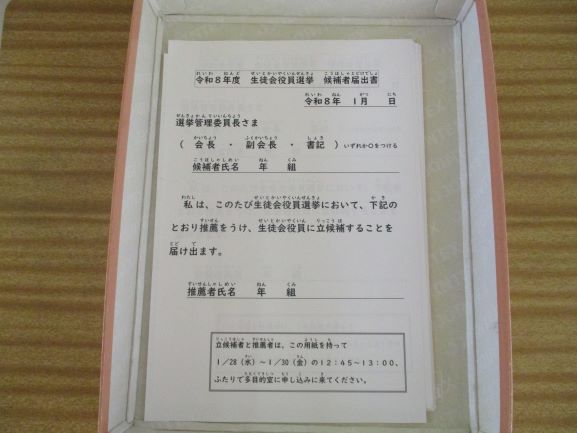 令和8年度 生徒会役員選挙 候補者届出書
令和8年 1月 日
選挙管理委員長さま
( 会長 ・ 副会長 ・ 書記 ) いずれか○をつける
候補者氏名 年 組
私は、このたび生徒会役員選挙において、下記の
とおり推薦をうけ、生徒会役員に立候補することを
届け出ます。
推薦者氏名 年 組
立候補者と推薦者は、この用紙を持って
1/28(水)~1/30(金)の12:45~13:00、
ふたりで多目的室に申し込みに来てください。